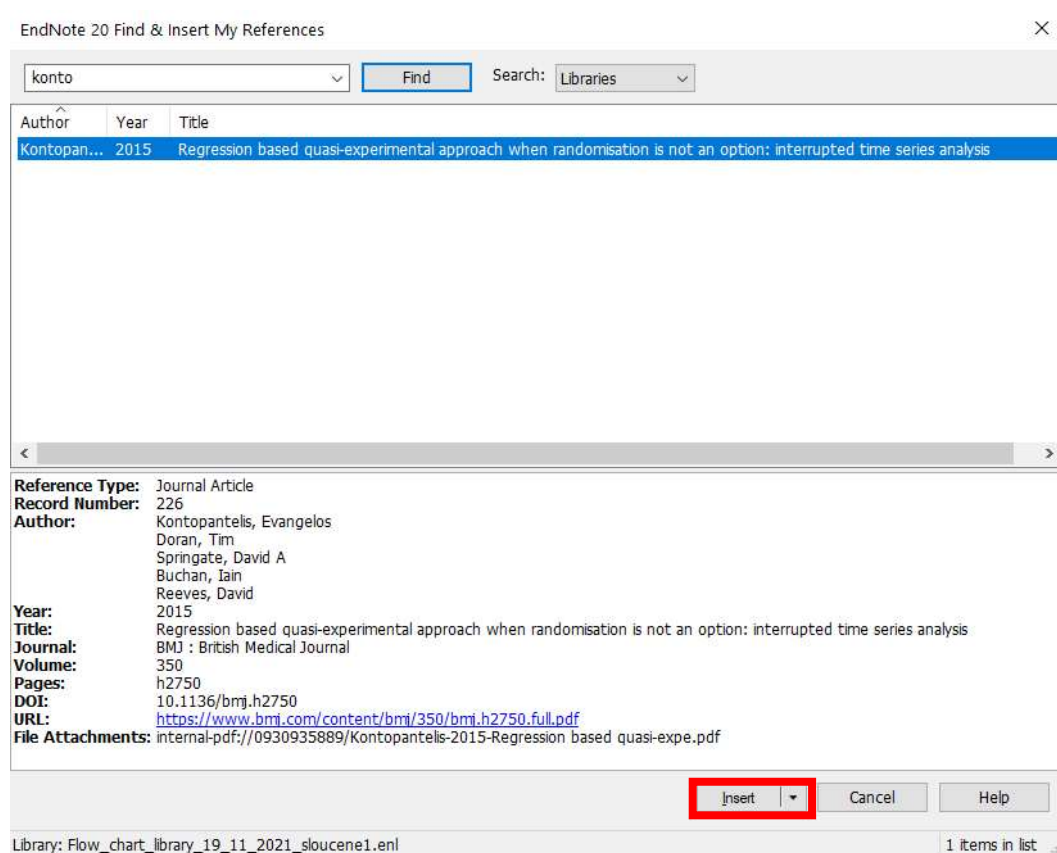 EndNote 20 Find & Insert My References
konto Find Search: Libraries
Author Year Title
Kontopan... 2015 Regression based quasi-experimental approach when randomisation is not an option: interrupted time series analysis
Reference Type: Journal Article
Record Number: 226
Author: Kontopantelis, Evangelos
Doran, Tim
Springate, David A
Buchan, Iain
Reeves, David
Year: 2015
Title: Regression based quasi-experimental approach when randomisation is not an option: interrupted time series analysis
Journal: BMJ : British Medical Journal
Volume: 350
Pages: h2750
DOI: 10.1136/bmj.h2750
URL: https://www.bmj.com/content/bmj/350/bmj.h2750.full.pdf
File Attachments: internal-pdf://0930935889/Kontopantelis-2015-Regression based quasi-expe.pdf
Insert Cancel Help
Library: Flow_chart_library_19_11_2021_sloucene1.enl 1 items in list